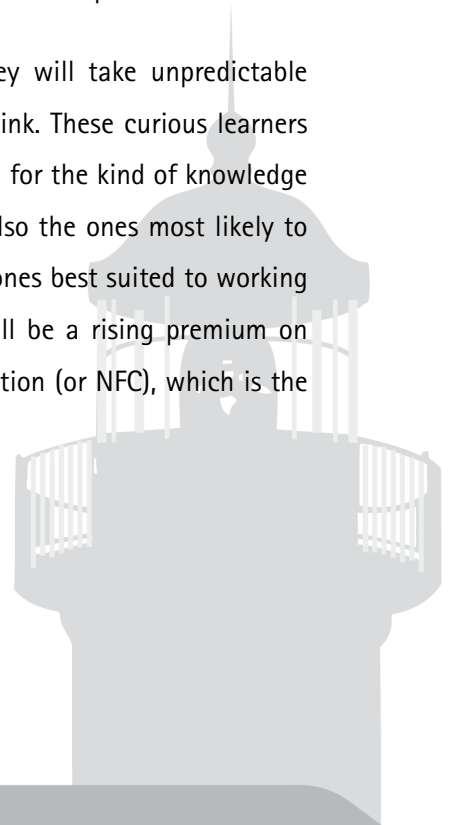 ey will take unpredictable
ink. These curious learners
for the kind of knowledge
lso the ones most likely to
ones best suited to working
ll be a rising premium on
tion (or NFC), which is the